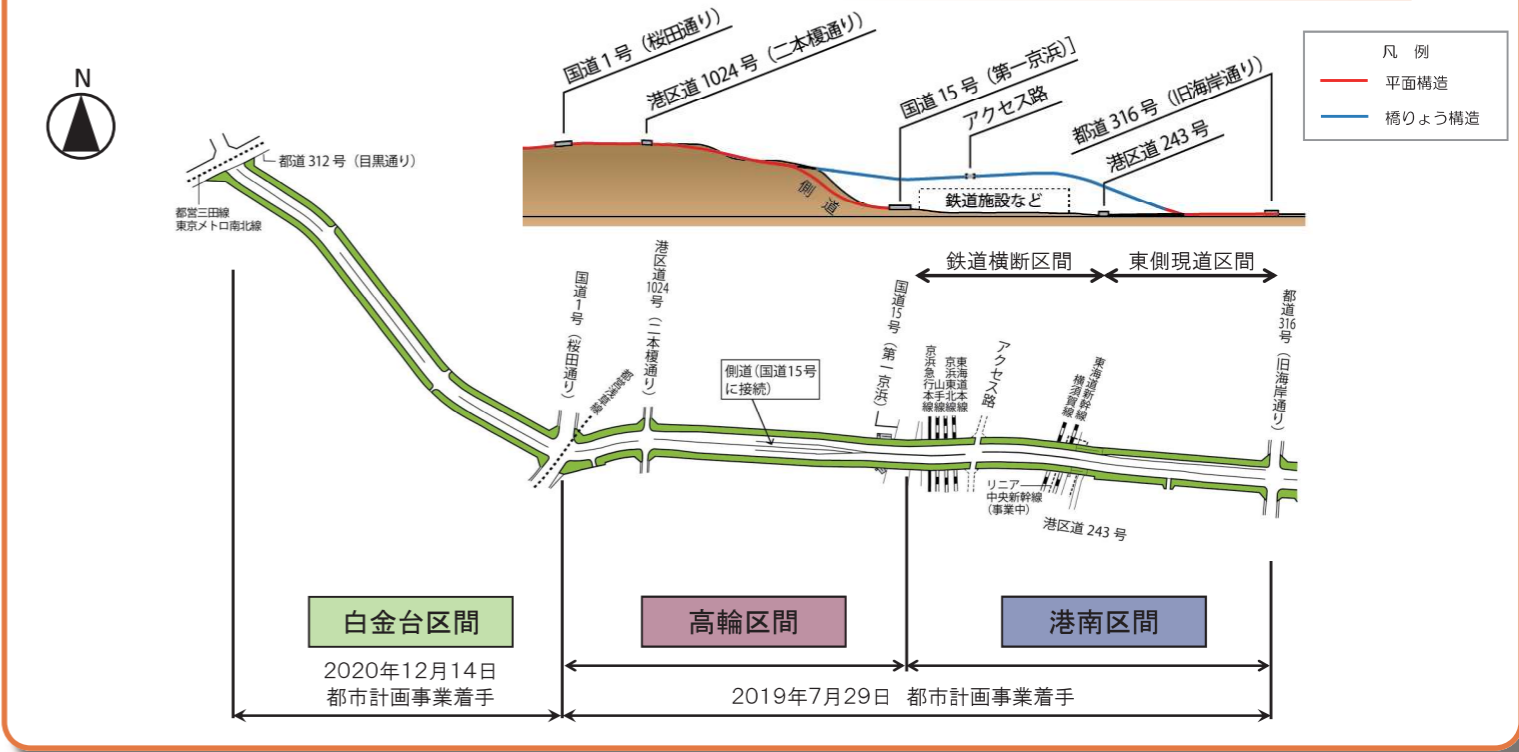 国道1号（桜田通り）
港区道1024号（二本榎通り）
国道15号（第一京浜）]
アクセス路
都道316号（旧海岸通り）
港区道243号
凡　例
平面構造
橋りょう構造
N
側道
鉄道施設など
都道312号（目黒通り）
都営三田線
東京メトロ南北線
鉄道横断区間
東側現道区間
国道1号（桜田通り）
都営浅草線
港区道1024号（二本榎通り）
側道(国道15号
に接続)
国道15号（第一京浜）
京浜急行本線
山手線
京浜東北線
東海道本線
アクセス路
東海道新幹線
横須賀線
リニア
中央新幹線
（事業中）
港区道243号
都道316号（旧海岸通り）
白金台区間
高輪区間
港南区間
2020年12月14日
都市計画事業着手
2019年7月29日 都市計画事業着手